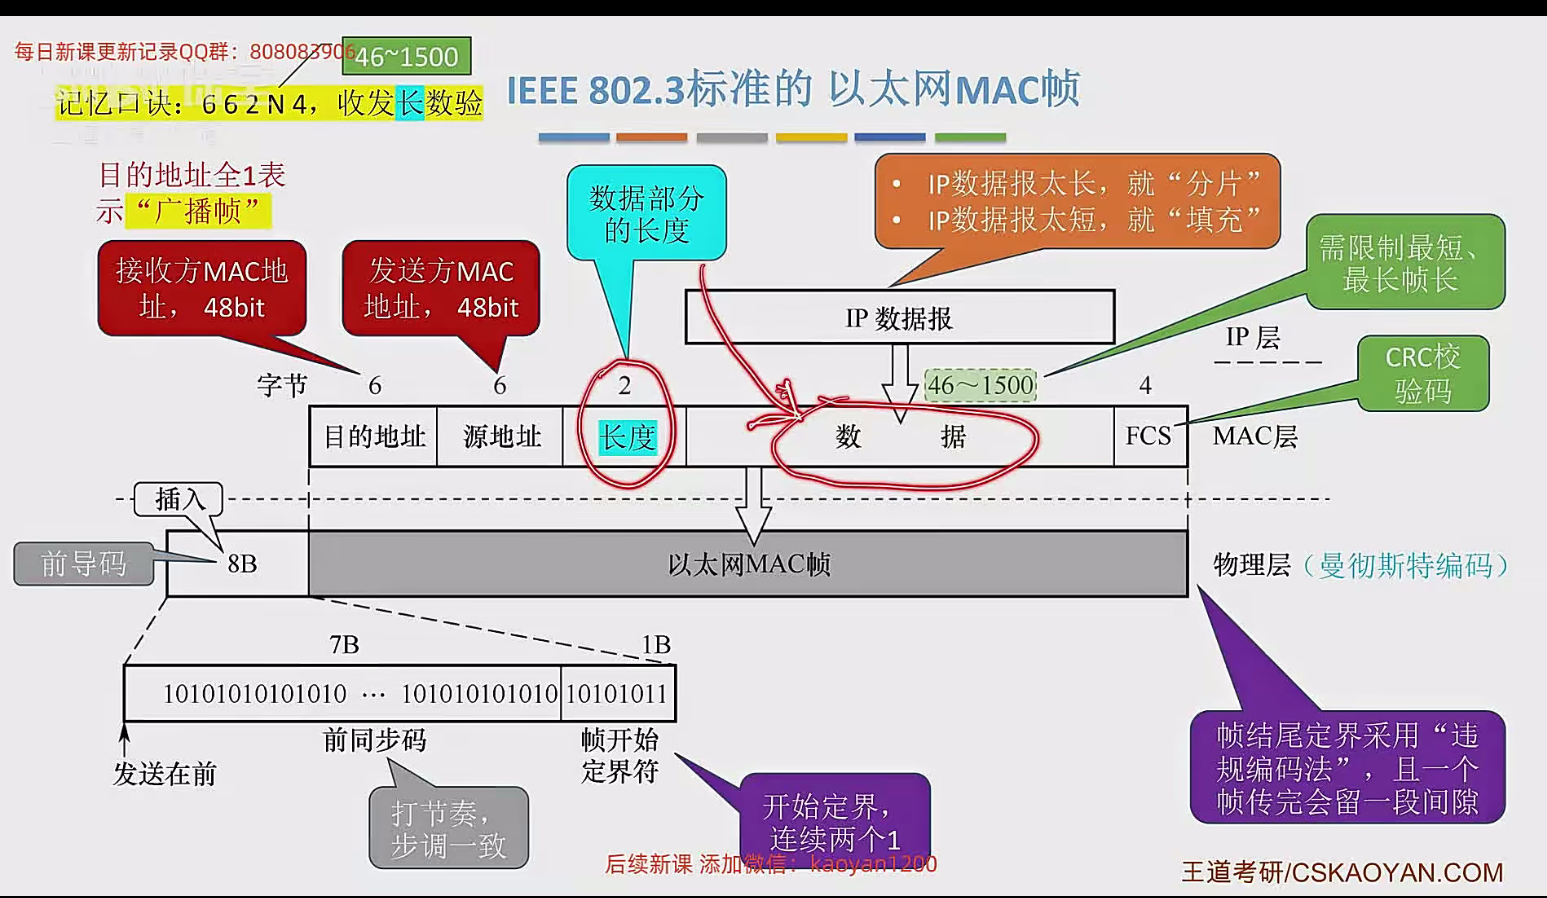 每日新课更新记录QQ群：808083906
46~1500
记忆口诀：6 6 2 N 4，收发长数验
IEEE 802.3标准的 以太网MAC帧
目的地址全1表
示“广播帧”
数据部分
的长度
• IP数据报太长，就“分片”
• IP数据报太短，就“填充”
需限制最短、
最长帧长
接收方MAC地
址， 48bit
发送方MAC
地址， 48bit
IP 数据报
IP 层
CRC校
验码
字节 6 6 2 46～1500 4
目的地址 源地址 长度 数 据 FCS MAC层
插入
前导码 8B 以太网MAC帧 物理层（曼彻斯特编码）
7B 1B
10101010101010 ··· 101010101010 10101011
前同步码
帧开始
定界符
发送在前
打节奏，
步调一致
开始定界，
连续两个1
帧结尾定界采用“违
规编码法”，且一个
帧传完会留一段间隙
后续新课 添加微信：kaoyan1200
王道考研/CSKAOYAN.COM